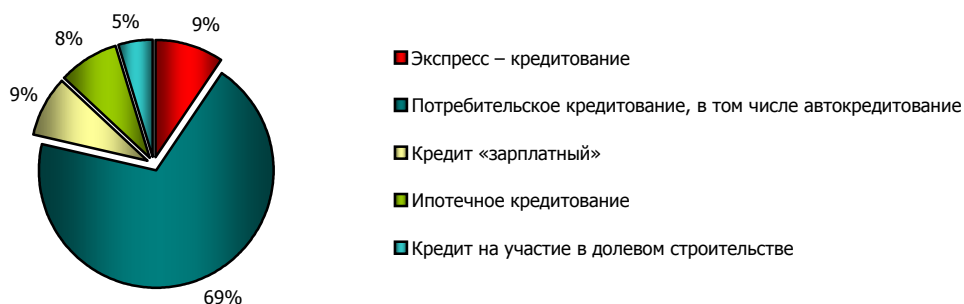 5%
9%
8%
9%
69%
Экспресс – кредитование
Потребительское кредитование, в том числе автокредитование
Кредит «зарплатный»
Ипотечное кредитование
Кредит на участие в долевом строительстве